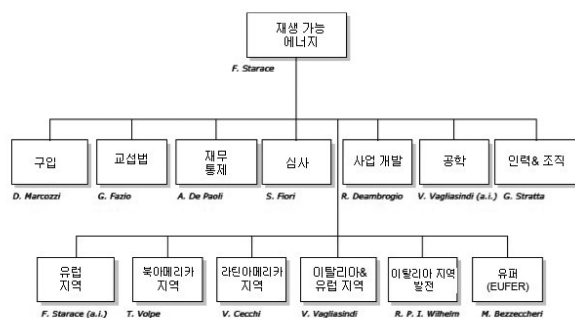 재생 가능
에너지
F. Starace
구입
교섭법
재무
통제
심사
사업 개발
공학
인력& 조직
D. Marcozzi
G. Fazio
A. De Paoli
S. Fiori
R. Deambrogio
V. Vagliasindi (a.i.)
G. Stratta
유럽
지역
북아메리카
지역
라틴아메리카
지역
이탈리아&
유럽 지역
이탈리아 지역
발전
유퍼
(EUFER)
F. Starace (a.i.)
T. Volpe
V. Cecchi
V. Vagliasindi
R. P. I. Wilhelm
M. Bezzeccheri